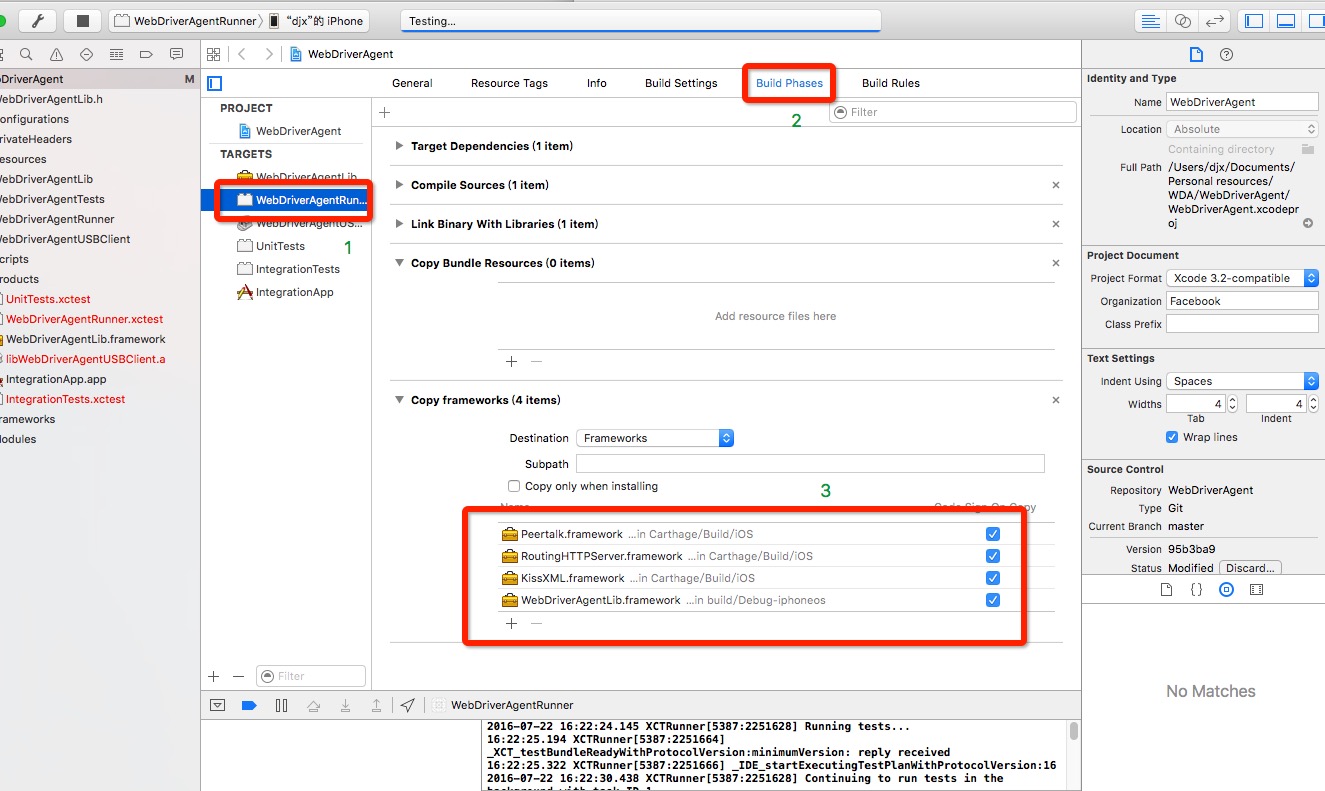 WebDriverAgentRunner 〉 “djx”的 iPhone
Testing...
WebDriverAgent
DriverAgent M
WebDriverAgentLib.h
onfigurations
rivateHeaders
esources
WebDriverAgentLib
WebDriverAgentTests
WebDriverAgentRunner
WebDriverAgentUSBClient
cripts
roducts
UnitTests.xctest
WebDriverAgentRunner.xctest
WebDriverAgentLib.framework
libWebDriverAgentUSBClient.a
IntegrationApp.app
IntegrationTests.xctest
rameworks
Modules
General Resource Tags Info Build Settings Build Phases Build Rules
PROJECT
WebDriverAgent
TARGETS
WebDriverAgentLib
WebDriverAgentRun...
WebDriverAgentUS...
UnitTests
IntegrationTests
IntegrationApp
1
Filter
2
Filter
Target Dependencies (1 item)
Compile Sources (1 item)
Link Binary With Libraries (1 item)
Copy Bundle Resources (0 items)
Add resource files here
Copy frameworks (4 items)
Destination Frameworks
Subpath
Copy only when installing
3
Name Code Sign On Copy
Peertalk.framework ...in Carthage/Build/iOS
RoutingHTTPServer.framework ...in Carthage/Build/iOS
KissXML.framework ...in Carthage/Build/iOS
WebDriverAgentLib.framework ...in build/Debug-iphoneos
WebDriverAgentRunner
2016-07-22 16:22:24.145 XCTRunner[5387:2251628] Running tests...
16:22:25.194 XCTRunner[5387:2251664]
_XCT_testBundleReadyWithProtocolVersion:minimumVersion: reply received
16:22:25.322 XCTRunner[5387:2251666] _IDE_startExecutingTestPlanWithProtocolVersion:16
2016-07-22 16:22:30.438 XCTRunner[5387:2251628] Continuing to run tests in the
background with task ID 1
Identity and Type
Name WebDriverAgent
Location Absolute
Containing directory
Full Path /Users/djx/Documents/
Personal resources/
WDA/WebDriverAgent/
WebDriverAgent.xcodepr
oj
Project Document
Project Format Xcode 3.2-compatible
Organization Facebook
Class Prefix
Text Settings
Indent Using Spaces
Widths 4 4
Tab Indent
Wrap lines
Source Control
Repository WebDriverAgent
Type Git
Current Branch master
Version 95b3ba9
Status Modified Discard...
No Matches